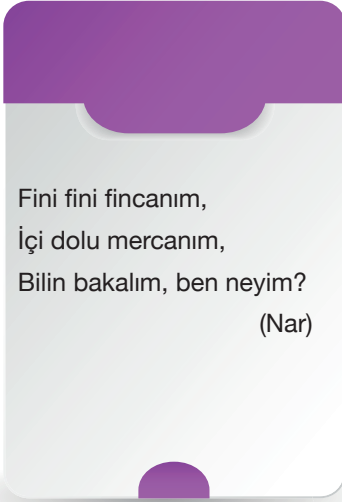 Fini fini fincanım,
İçi dolu mercanım,
Bilin bakalım, ben neyim?
(Nar)